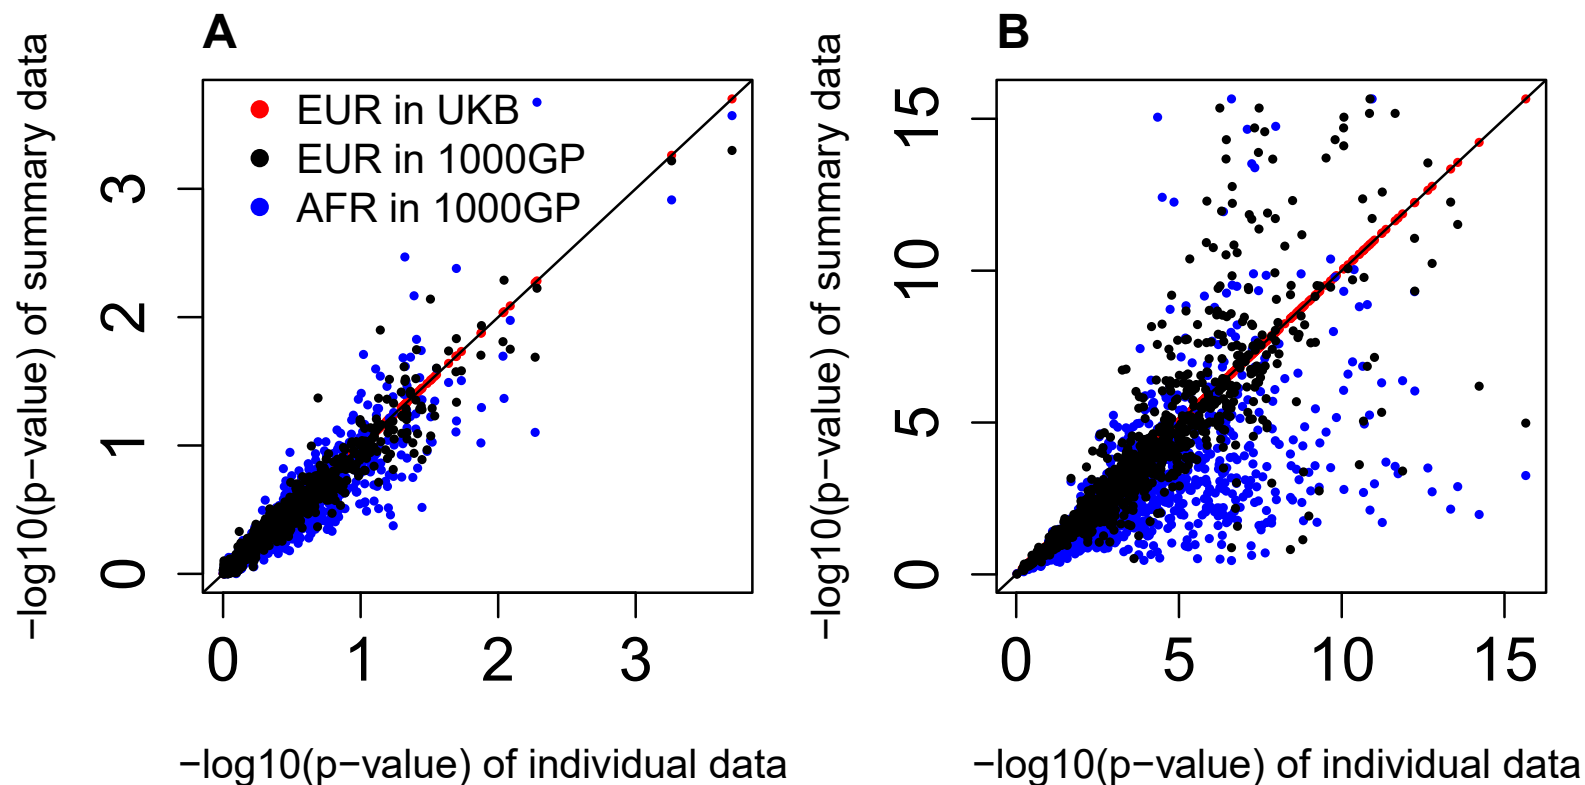 A
−log10(p−value) of summary data
EUR in UKB
EUR in 1000GP
AFR in 1000GP
3
2
1
0
0 1 2 3
−log10(p−value) of individual data
B
−log10(p−value) of summary data
15
10
5
0
0 5 10 15
−log10(p−value) of individual data